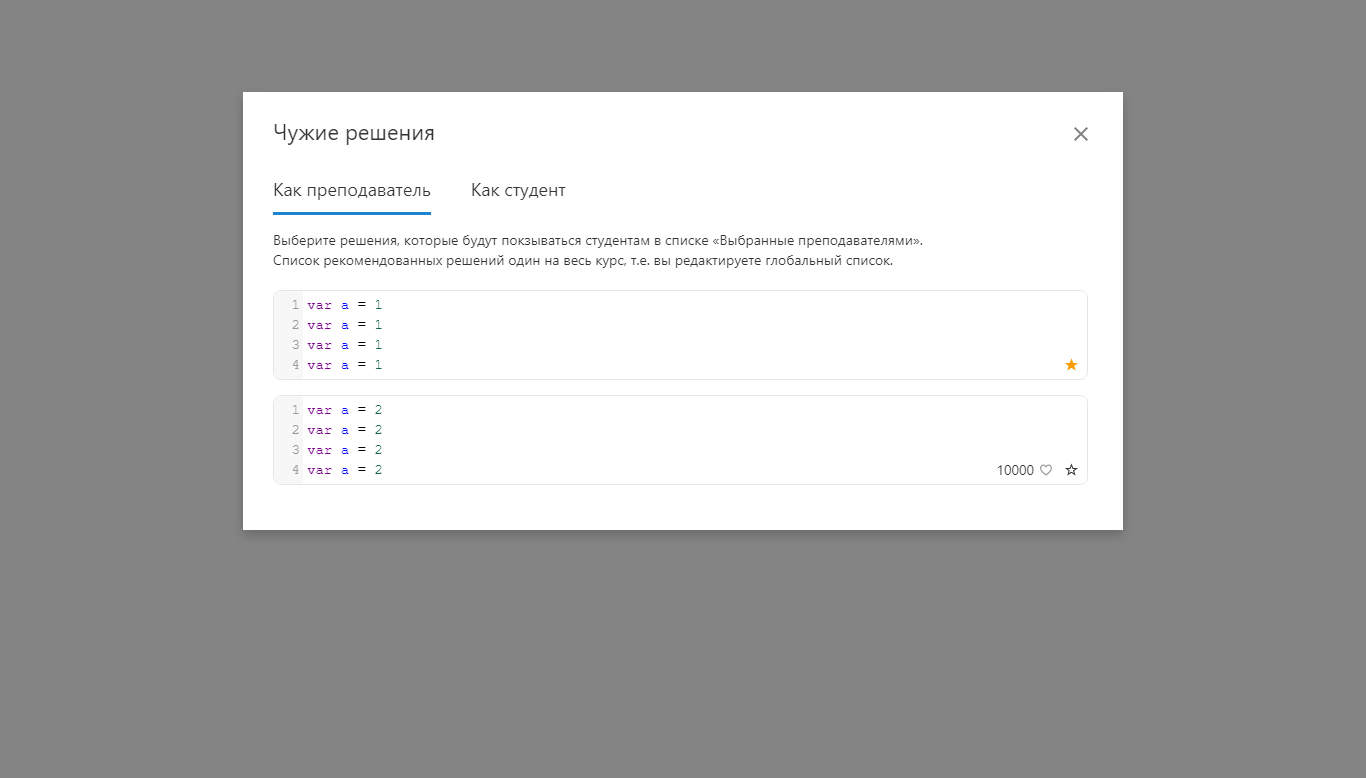 Чужие решения
Как преподаватель Как студент
Выберите решения, которые будут покзываться студентам в списке «Выбранные преподавателями».
Список рекомендованных решений один на весь курс, т.е. вы редактируете глобальный список.
1 var a = 1
2 var a = 1
3 var a = 1
4 var a = 1
1 var a = 2
2 var a = 2
3 var a = 2
4 var a = 2 10000